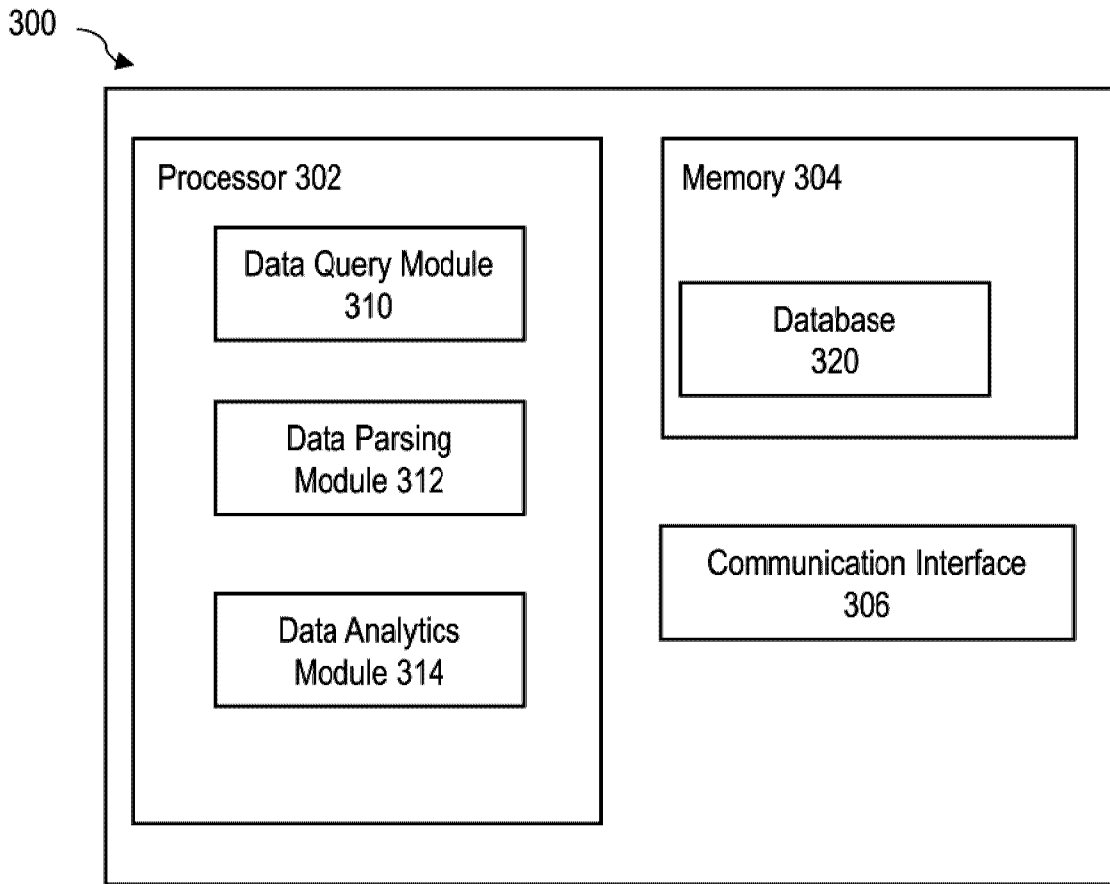 300
Processor 302
Data Query Module
310
Data Parsing
Module 312
Data Analytics
Module 314
Memory 304
Database
320
Communication Interface
306